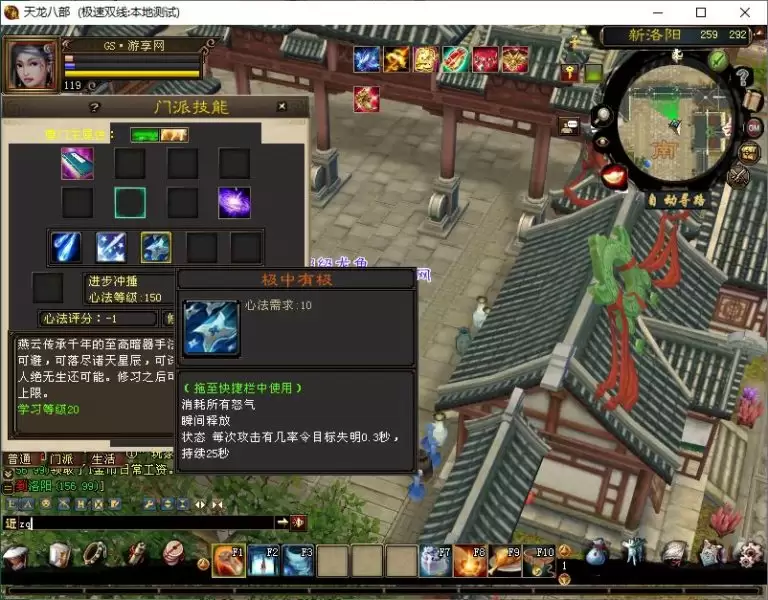 天龙八部 (极速双线:本地测试)
GS·游享网
119
新洛阳 259 292
南
自动寻路
? 门派技能
进步冲捶
心法等级:150
心法评分:-1
极中有极
心法需求:10
(拖至快捷栏中使用)
消耗所有怒气
瞬间释放
状态 每次攻击有几率令目标失明0.3秒,
持续25秒
燕云传承千年的至高暗器手法
可避,可落尽诸天星辰,可
人绝无生还可能。修习之后
上限。
学习等级20
普通 门派 生活
日常工资。
洛阳(156 99)]
近 zq
F1 F2 F3 F7 F8 F9 F10
1